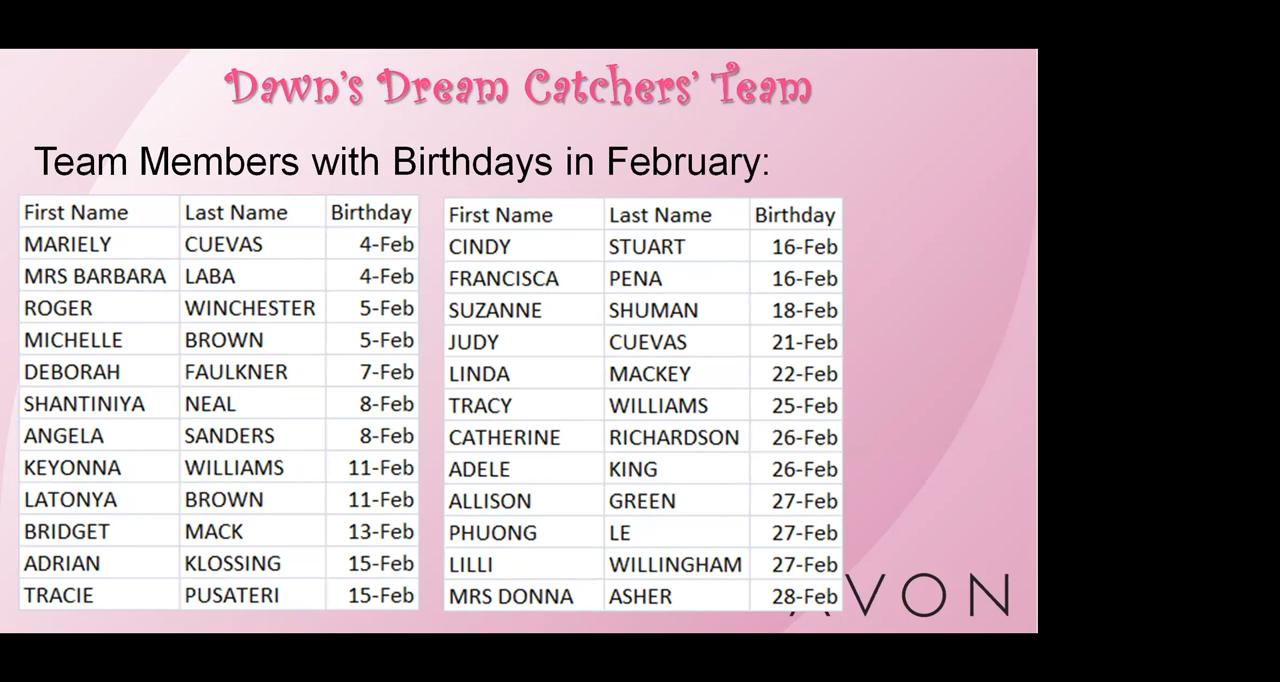 Dawn's Dream Catchers' Team
Team Members with Birthdays in February:
First Name Last Name Birthday
MARIELY CUEVAS 4-Feb
MRS BARBARA LABA 4-Feb
ROGER WINCHESTER 5-Feb
MICHELLE BROWN 5-Feb
DEBORAH FAULKNER 7-Feb
SHANTINIYA NEAL 8-Feb
ANGELA SANDERS 8-Feb
KEYONNA WILLIAMS 11-Feb
LATONYA BROWN 11-Feb
BRIDGET MACK 13-Feb
ADRIAN KLOSSING 15-Feb
TRACIE PUSATERI 15-Feb
First Name Last Name Birthday
CINDY STUART 16-Feb
FRANCISCA PENA 16-Feb
SUZANNE SHUMAN 18-Feb
JUDY CUEVAS 21-Feb
LINDA MACKEY 22-Feb
TRACY WILLIAMS 25-Feb
CATHERINE RICHARDSON 26-Feb
ADELE KING 26-Feb
ALLISON GREEN 27-Feb
PHUONG LE 27-Feb
LILLI WILLINGHAM 27-Feb
MRS DONNA ASHER 28-Feb
AVON